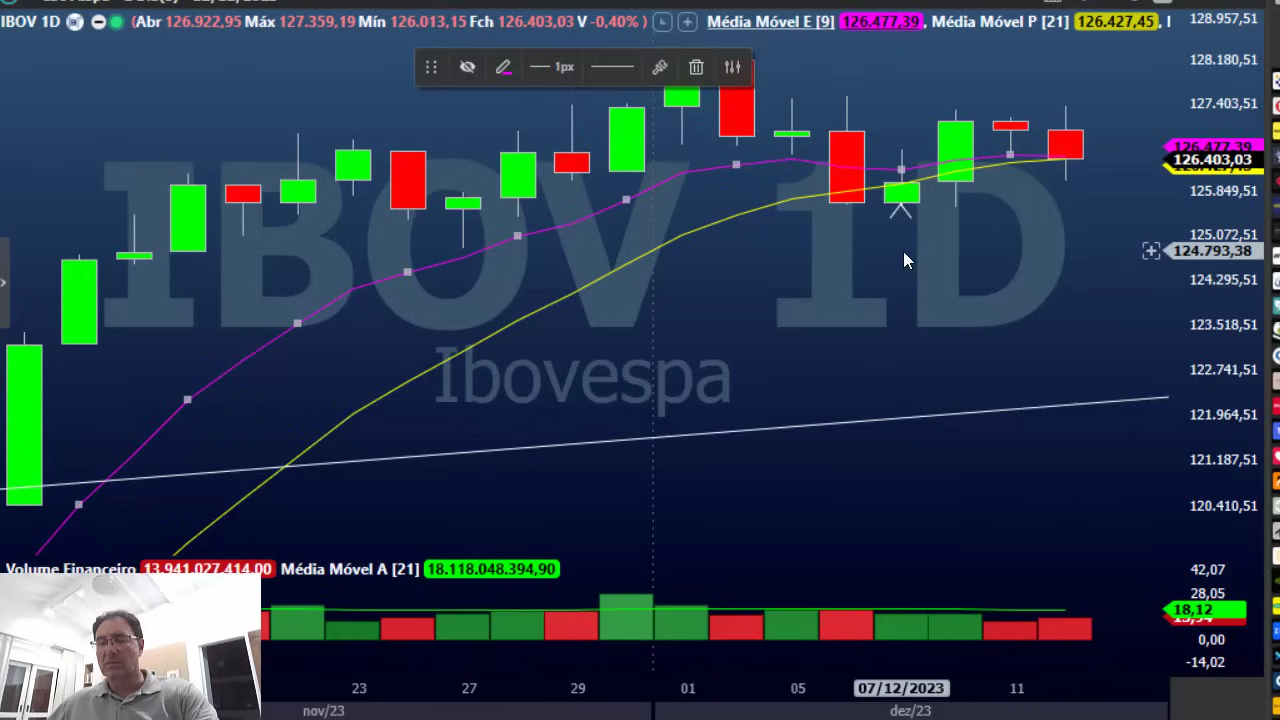 IBOV 1D (Abr 126.922,95 Máx 127.359,19 Mín 126.013,15 Fch 126.403,03 V -0,40% ) Média Móvel E [9] 126.477,39 , Média Móvel P [21] 126.427,45 ,
1px
IBOV 1D
Ibovespa
128.957,51
128.180,51
127.403,51
126.477,39
126.403,03
125.849,51
125.072,51
124.793,38
124.295,51
123.518,51
122.741,51
121.964,51
121.187,51
120.410,51
Volume Financeiro 13.941.027.414,00 Média Móvel A [21] 18.118.048.394,90
42,07
28,05
18,12
0,00
-14,02
23 27 29 01 05 07/12/2023 11
nov/23 dez/23